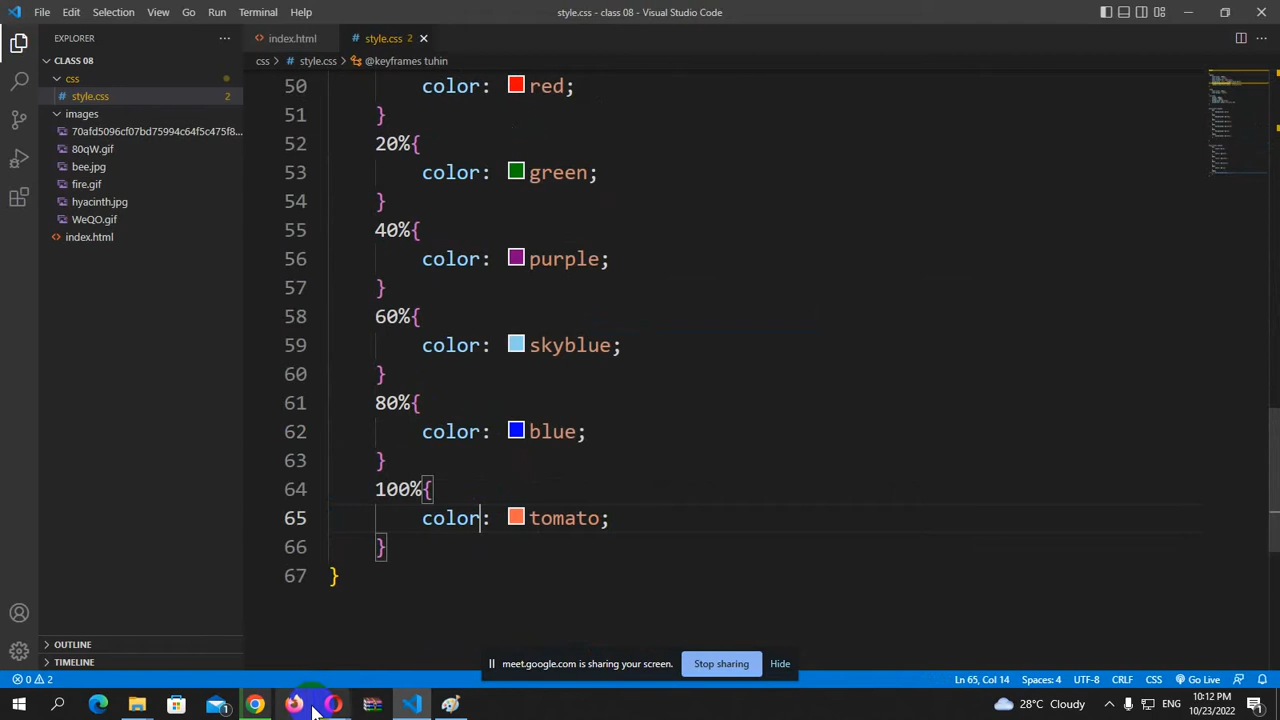 File Edit Selection View Go Run Terminal Help
style.css - class 08 - Visual Studio Code
EXPLORER
index.html
style.css 2
CLASS 08
css > style.css > @keyframes tuhin
css
style.css 2
images
70afd5096cf07bd75994c64f5c475f8...
80qW.gif
bee.jpg
fire.gif
hyacinth.jpg
WeQO.gif
index.html
50 color: red;
51 }
52 20%{
53 color: green;
54 }
55 40%{
56 color: purple;
57 }
58 60%{
59 color: skyblue;
60 }
61 80%{
62 color: blue;
63 }
64 100%{
65 color: tomato;
66 }
67 }
OUTLINE
TIMELINE
meet.google.com is sharing your screen. Stop sharing Hide
0 2 Ln 65, Col 14 Spaces: 4 UTF-8 CRLF CSS Go Live
28°C Cloudy ENG 10:12 PM
10/23/2022